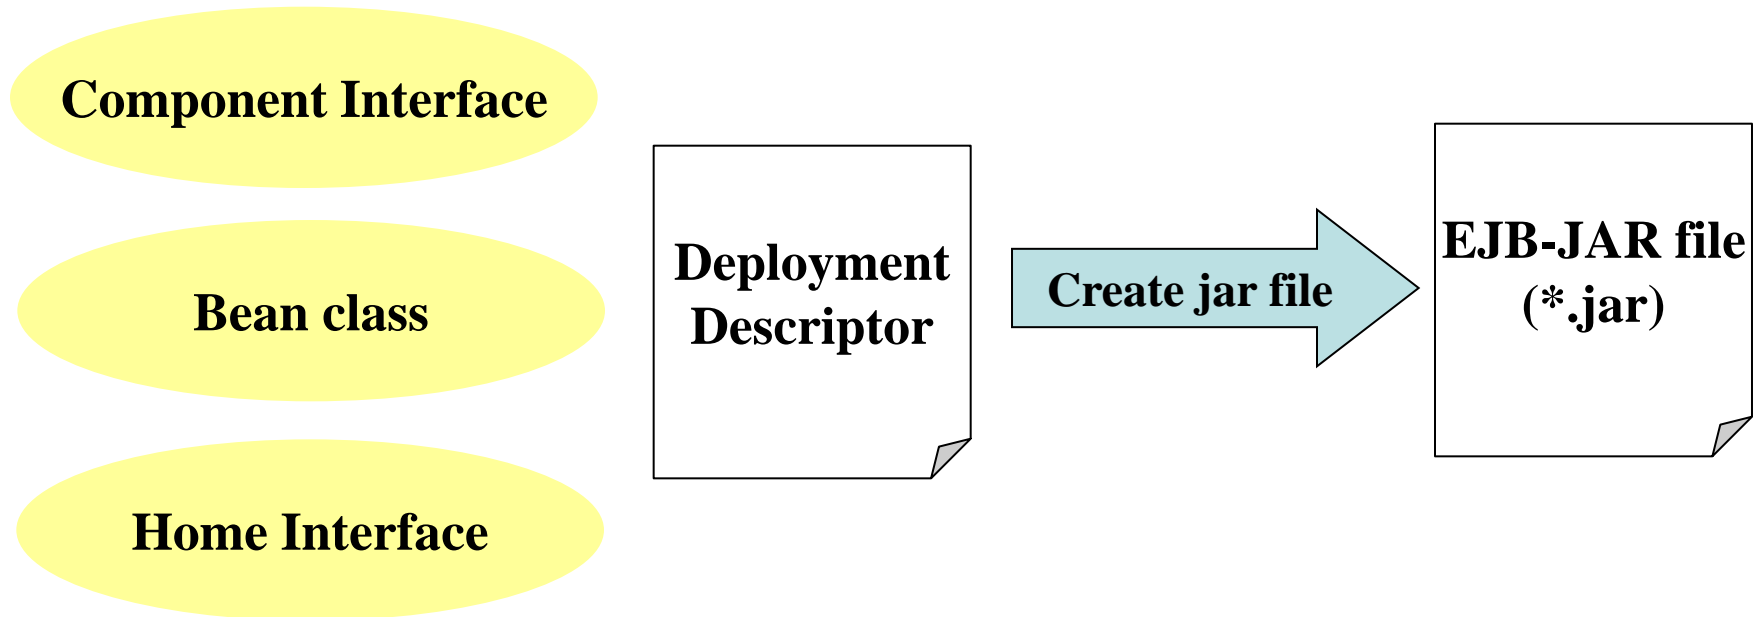 Component Interface
Bean class
Home Interface
Deployment
Descriptor
Create jar file
EJB-JAR file
(*.jar)